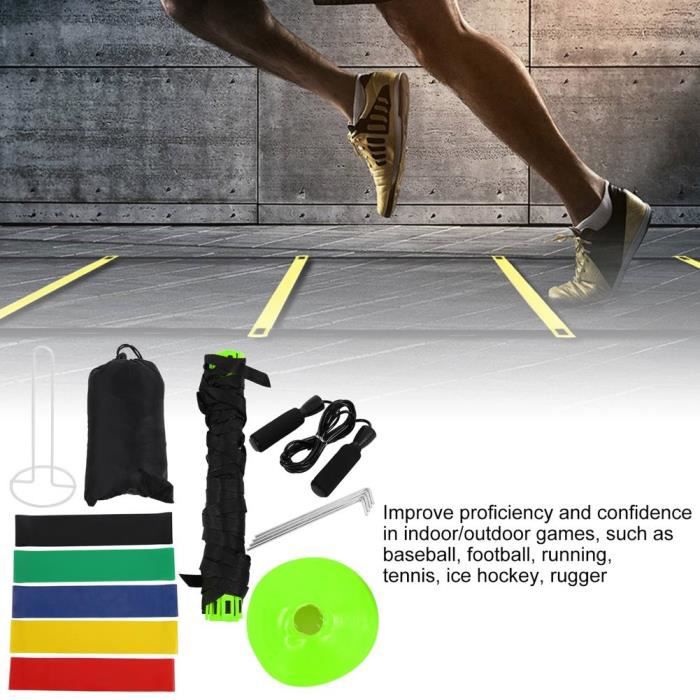 Improve proficiency and confidence
in indoor/outdoor games, such as
baseball, football, running,
tennis, ice hockey, rugger